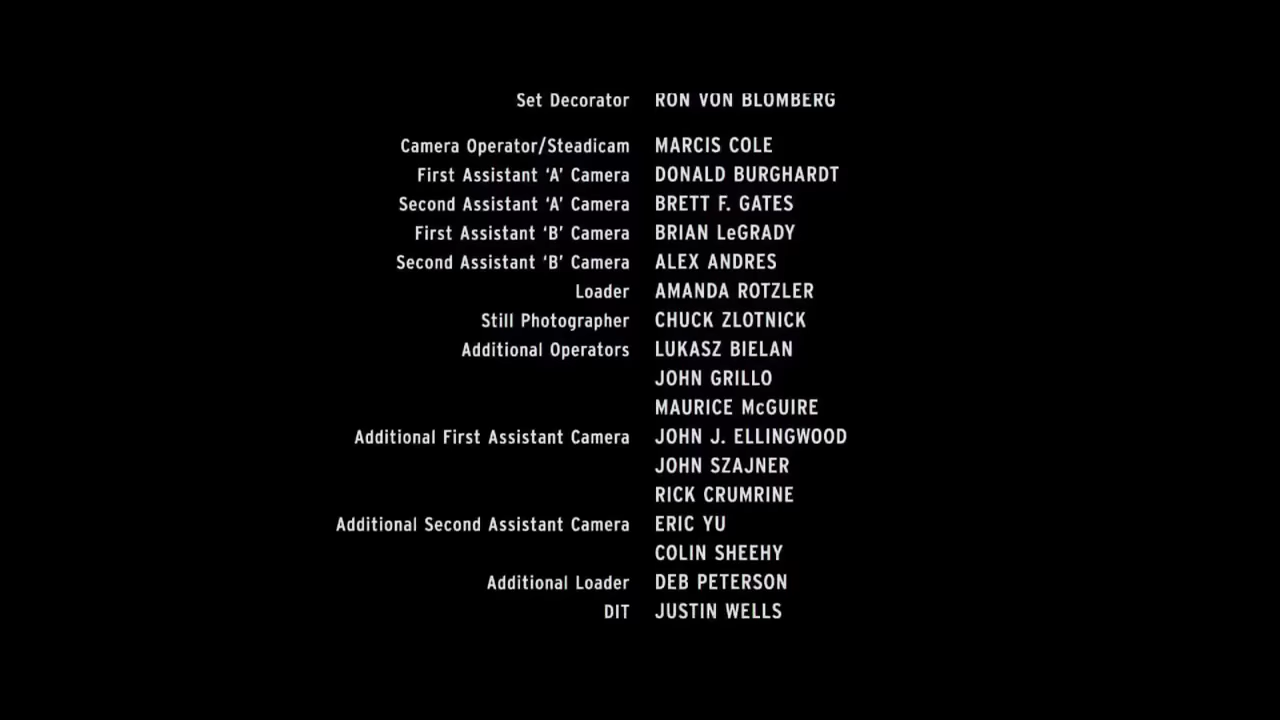 Set Decorator RON VON BLOMBERG
Camera Operator/Steadicam MARCIS COLE
First Assistant ‘A’ Camera DONALD BURGHARDT
Second Assistant ‘A’ Camera BRETT F. GATES
First Assistant ‘B’ Camera BRIAN LeGRADY
Second Assistant ‘B’ Camera ALEX ANDRES
Loader AMANDA ROTZLER
Still Photographer CHUCK ZLOTNICK
Additional Operators LUKASZ BIELAN
JOHN GRILLO
MAURICE McGUIRE
Additional First Assistant Camera JOHN J. ELLINGWOOD
JOHN SZAJNER
RICK CRUMRINE
Additional Second Assistant Camera ERIC YU
COLIN SHEEHY
Additional Loader DEB PETERSON
DIT JUSTIN WELLS